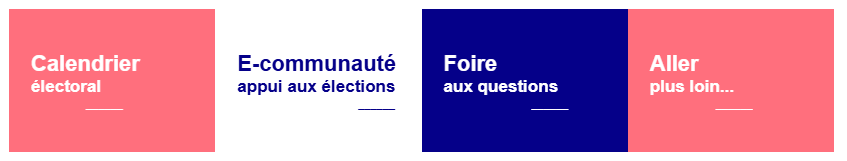 Calendrier
électoral
E-communauté
appui aux élections
Foire
aux questions
Aller
plus loin...